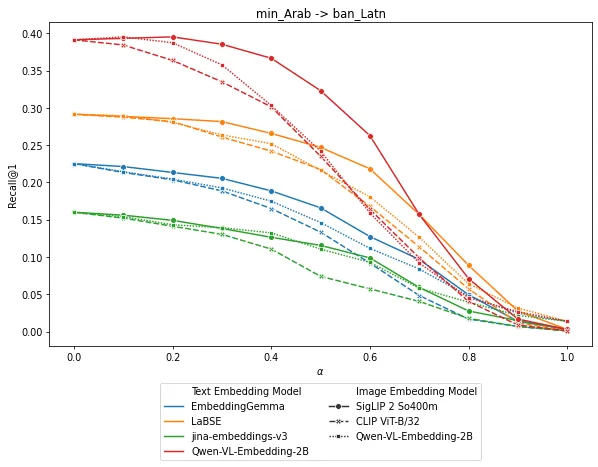 min_Arab -> ban_Latn
Recall@1
0.40
0.35
0.30
0.25
0.20
0.15
0.10
0.05
0.00
0.0 0.2 0.4 0.6 0.8 1.0
α
Text Embedding Model
EmbeddingGemma
LaBSE
jina-embeddings-v3
Qwen-VL-Embedding-2B
Image Embedding Model
SigLIP 2 So400m
CLIP ViT-B/32
Qwen-VL-Embedding-2B